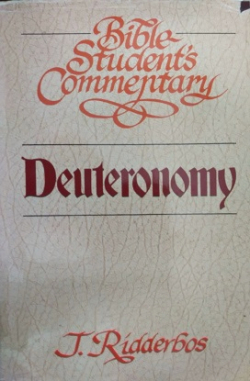 Bible
Student's
Commentary
Deuteronomy
J. Ridderbos